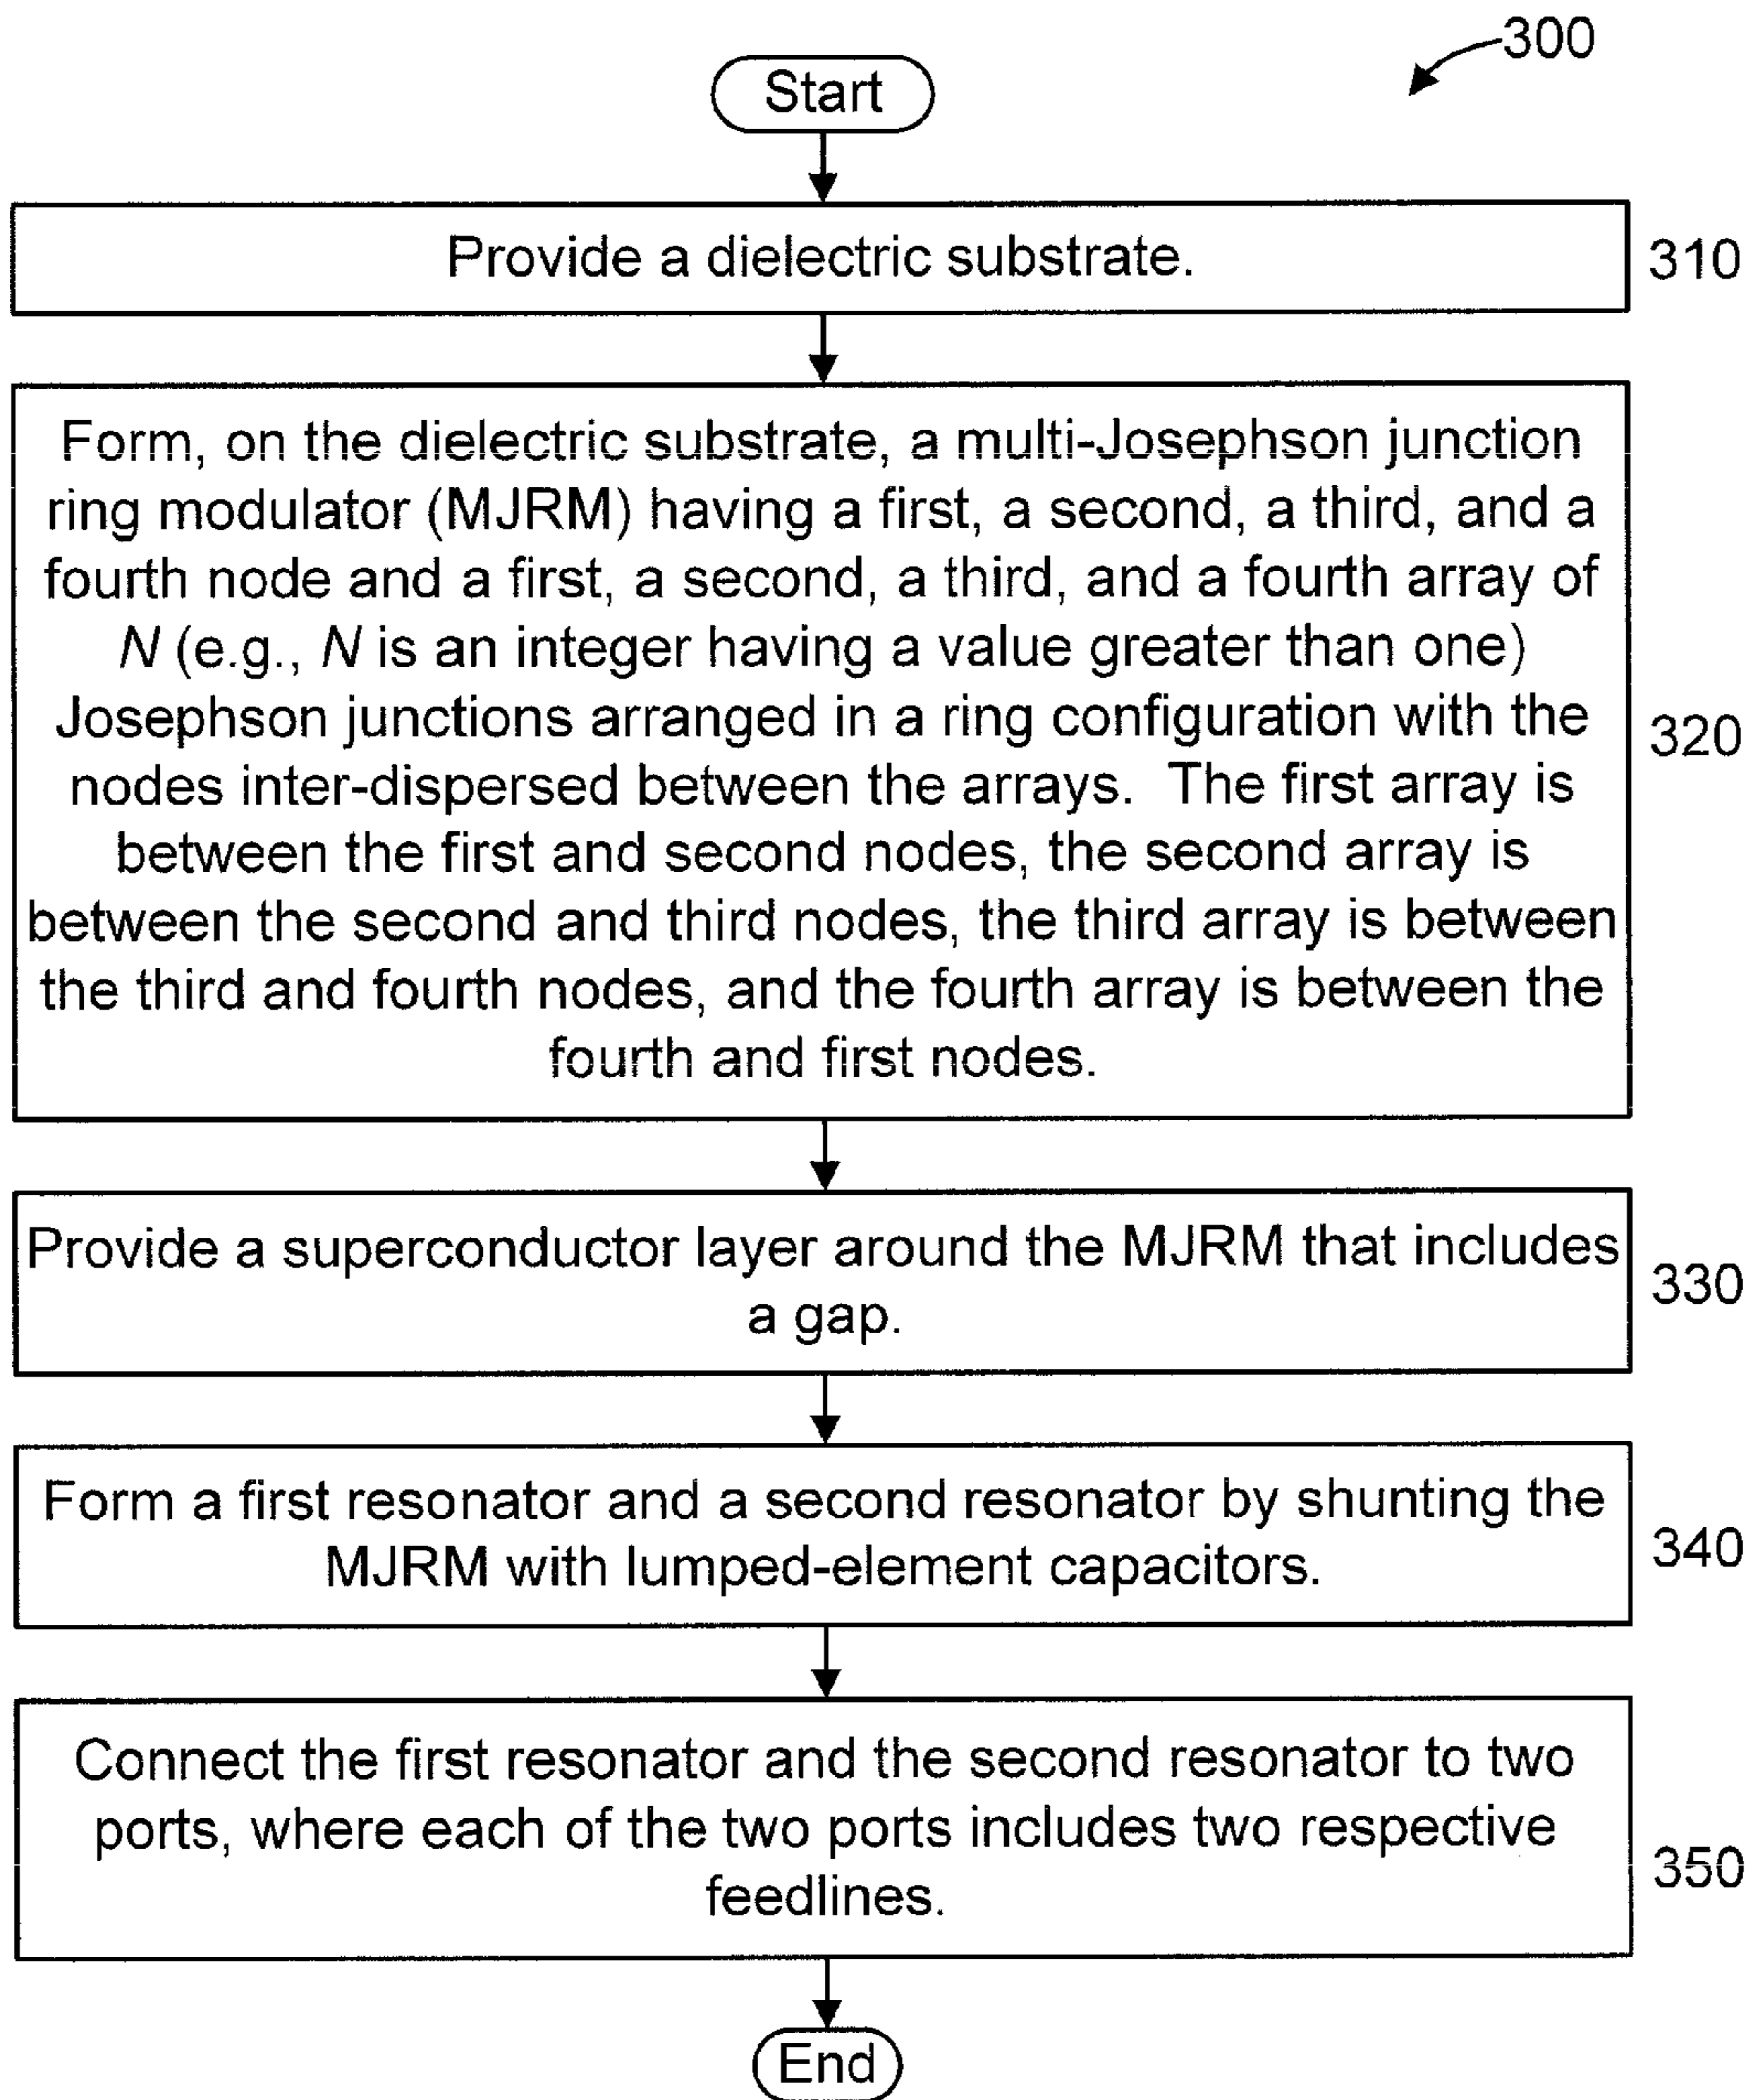 300
Start
Provide a dielectric substrate.
310
Form, on the dielectric substrate, a multi-Josephson junction
ring modulator (MJRM) having a first, a second, a third, and a
fourth node and a first, a second, a third, and a fourth array of
N (e.g., N is an integer having a value greater than one)
Josephson junctions arranged in a ring configuration with the
nodes inter-dispersed between the arrays.  The first array is
between the first and second nodes, the second array is
between the second and third nodes, the third array is between
the third and fourth nodes, and the fourth array is between the
fourth and first nodes.
320
Provide a superconductor layer around the MJRM that includes
a gap.
330
Form a first resonator and a second resonator by shunting the
MJRM with lumped-element capacitors.
340
Connect the first resonator and the second resonator to two
ports, where each of the two ports includes two respective
feedlines.
350
End